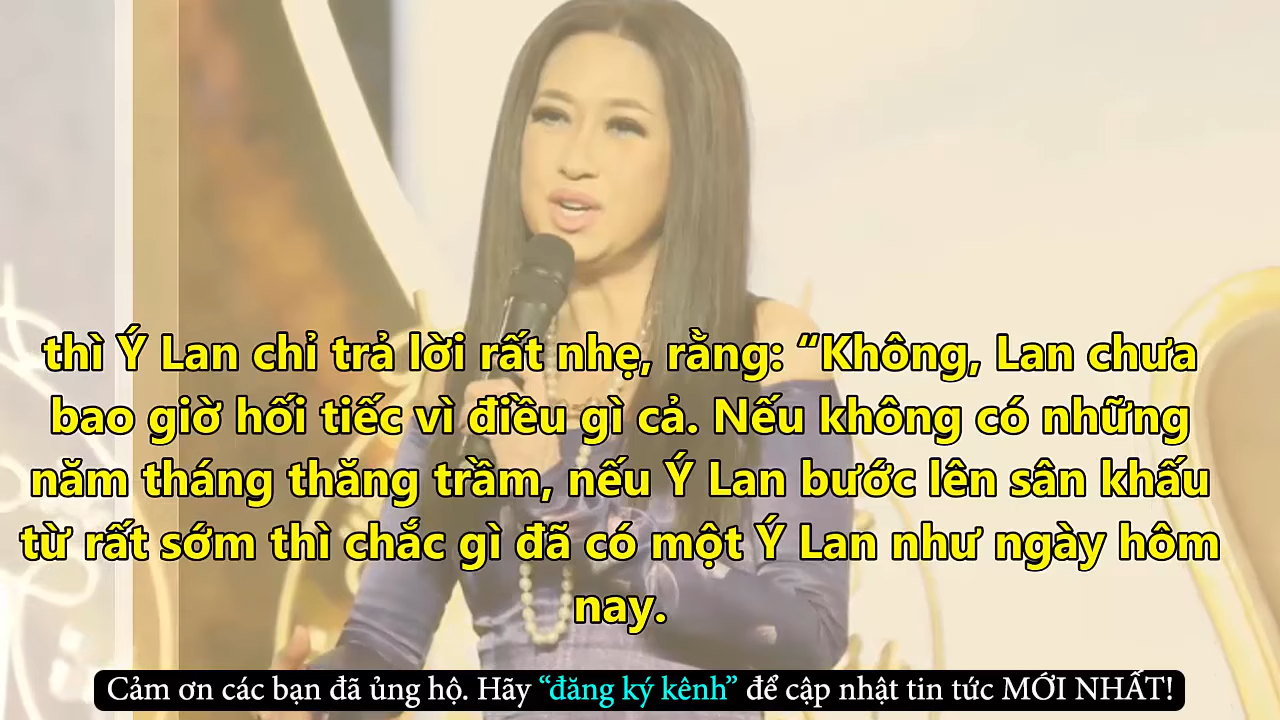 thì Ý Lan chỉ trả lời rất nhẹ, rằng: “Không, Lan chưa
bao giờ hối tiếc vì điều gì cả. Nếu không có những
năm tháng thăng trầm, nếu Ý Lan bước lên sân khấu
từ rất sớm thì chắc gì đã có một Ý Lan như ngày hôm
nay.
Cảm ơn các bạn đã ủng hộ. Hãy “đăng ký kênh” để cập nhật tin tức MỚI NHẤT!